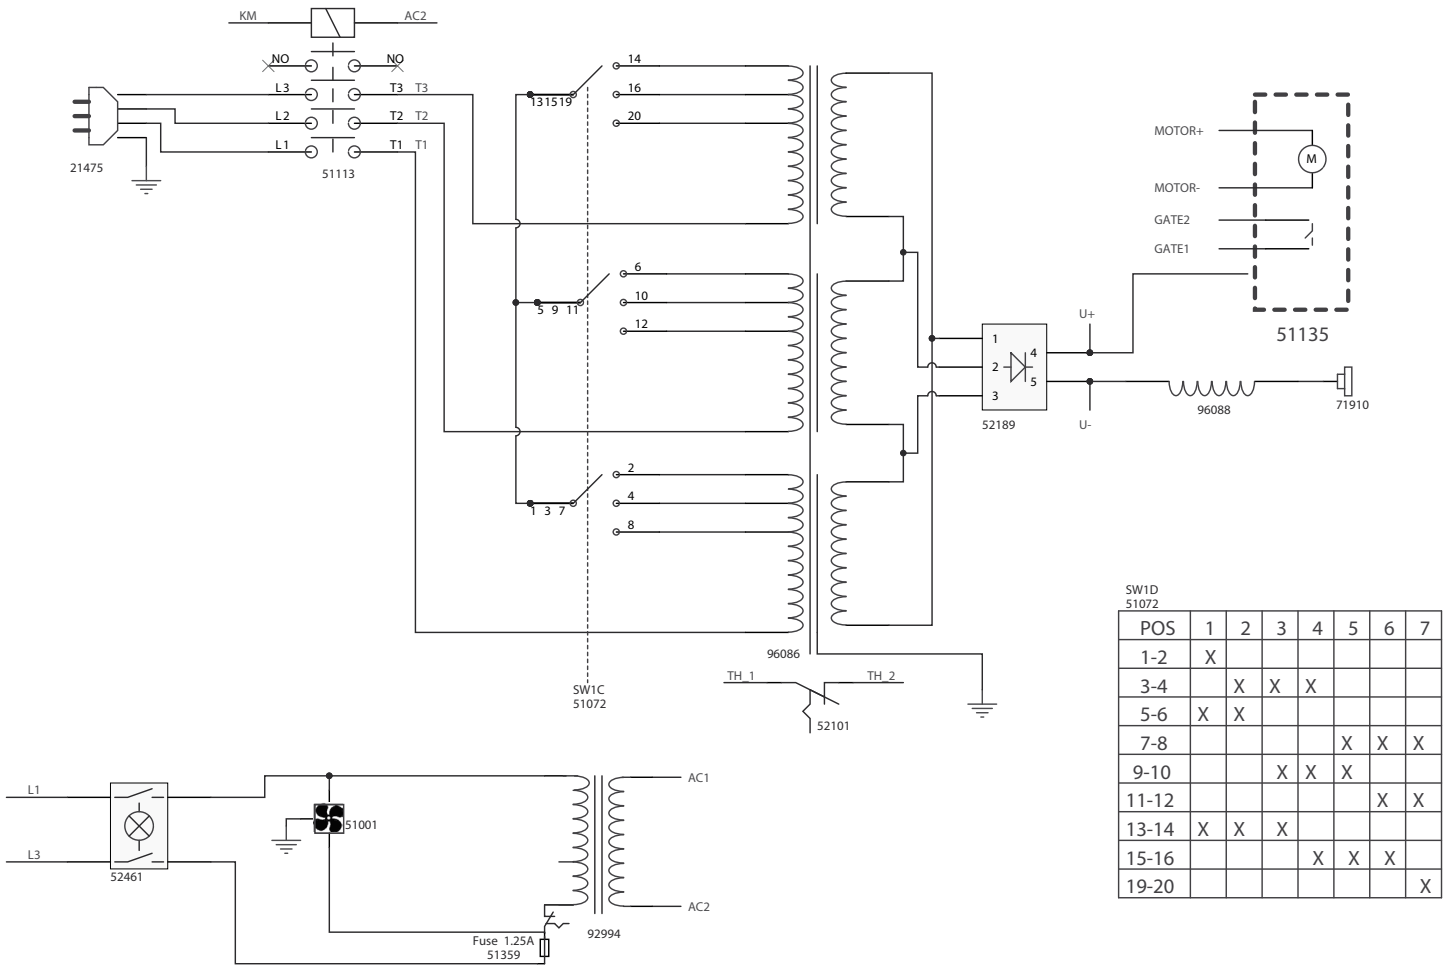 KM AC2
NO NO
L3 T3 T3
L2 T2 T2
L1 T1 T1
21475
51113
14
131519 16
20
6
5 9 11 10
12
2
1 3 7 4
8
SW1C
51072
96086
TH_1 TH_2
52101
1
2 4
3 5
52189
U+
U-
96088
71910
MOTOR+
M
MOTOR-
GATE2
GATE1
51135
L1
L3
52461
51001
Fuse 1.25A
51359
92994
AC1
AC2
SW1D
51072
POS 1 2 3 4 5 6 7
1-2 X
3-4 X X X
5-6 X X
7-8 X X X
9-10 X X X
11-12 X X
13-14 X X X
15-16 X X X
19-20 X